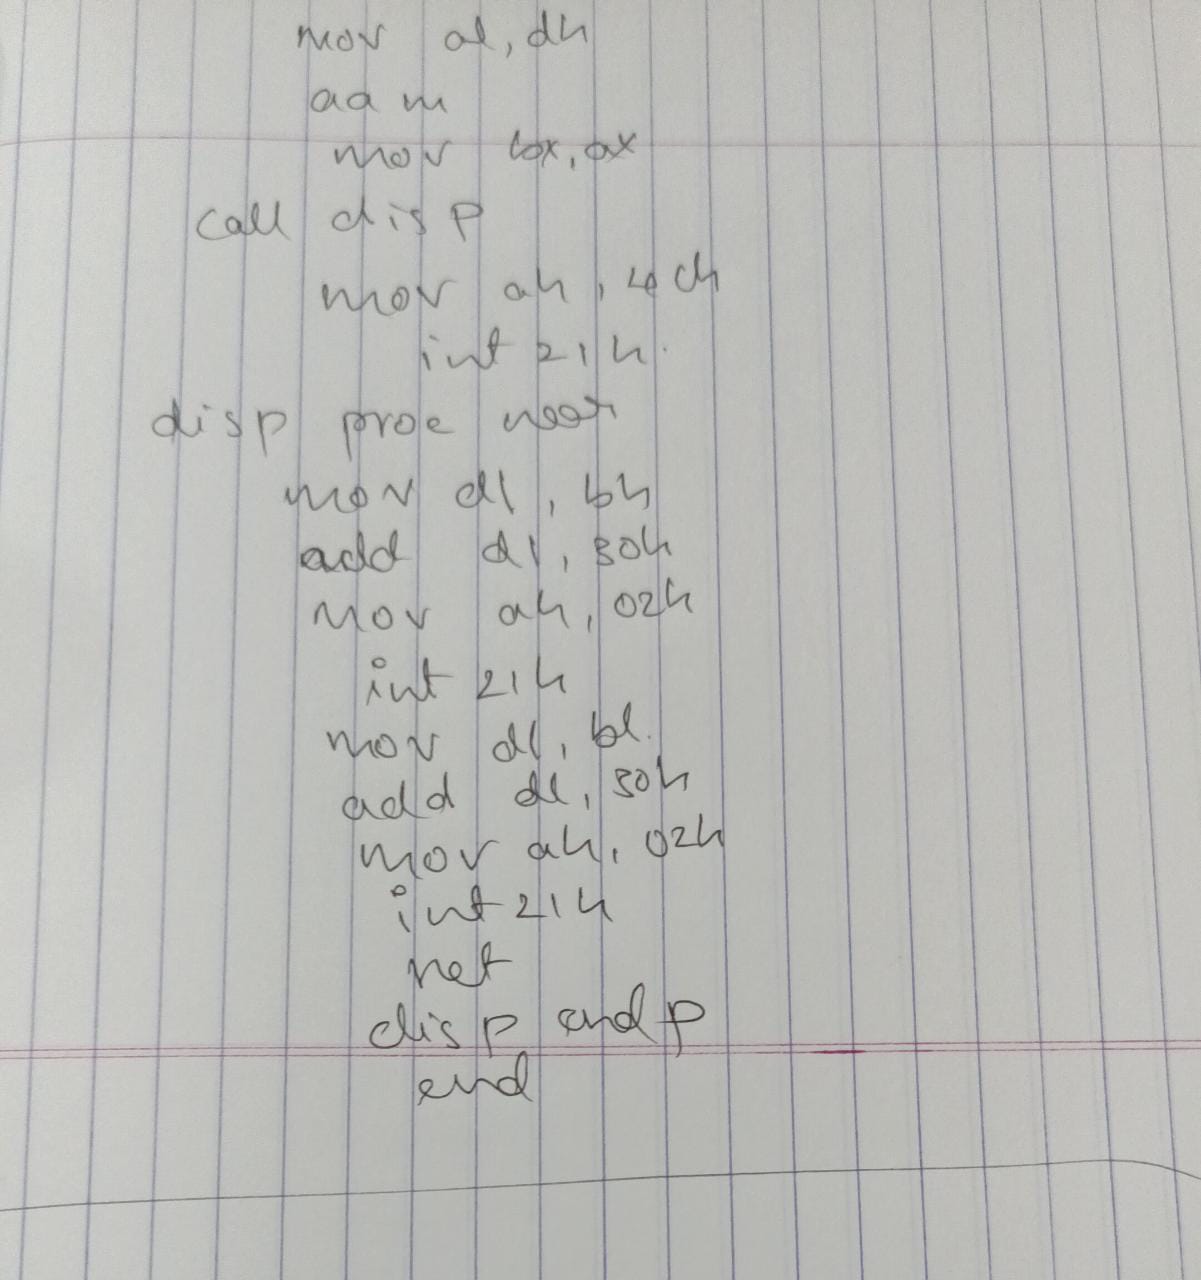 mov al, dh
aam
mov bx, ax
call disp
mov ah, 4ch
int 21h.
disp proc near
mov dl, bh
add dl, 30h
mov ah, 02h
int 21h
mov dl, bl.
add dl, 30h
mov ah, 02h
int 21h
ret
disp endp
end